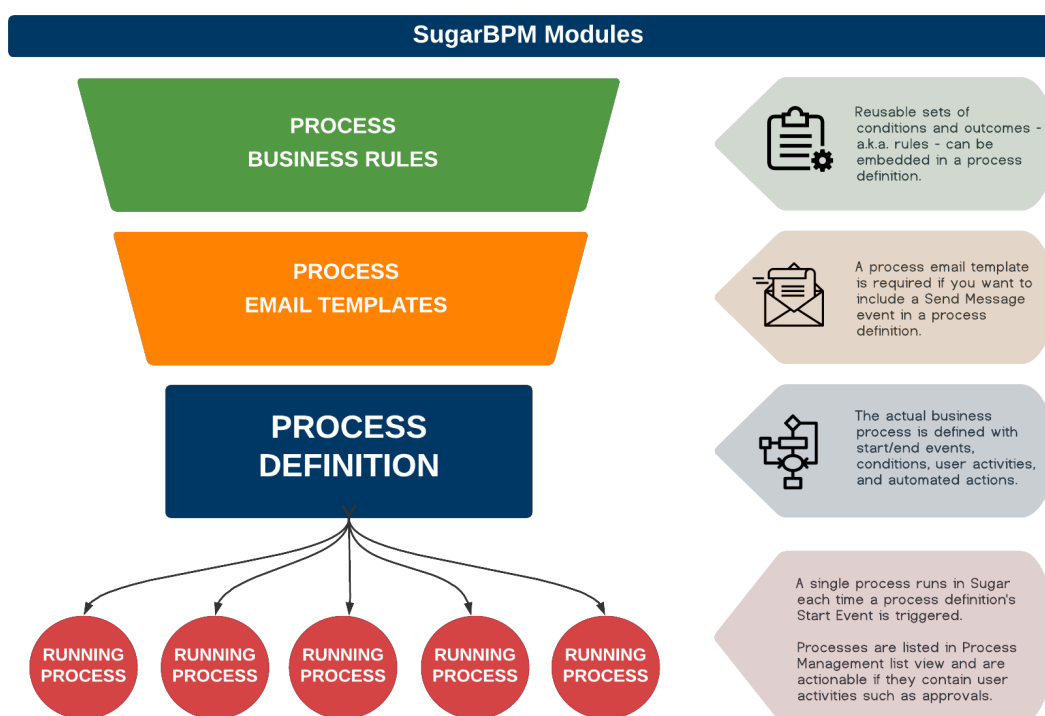 SugarBPM Modules
PROCESS
BUSINESS RULES
Reusable sets of
conditions and outcomes -
a.k.a. rules - can be
embedded in a process
definition.
PROCESS
EMAIL TEMPLATES
A process email template
is required if you want to
include a Send Message
event in a process
definition.
PROCESS
DEFINITION
The actual business
process is defined with
start/end events,
conditions, user activities,
and automated actions.
RUNNING
PROCESS
RUNNING
PROCESS
RUNNING
PROCESS
RUNNING
PROCESS
RUNNING
PROCESS
A single process runs in Sugar
each time a process definition's
Start Event is triggered.
Processes are listed in Process
Management list view and are
actionable if they contain user
activities such as approvals.